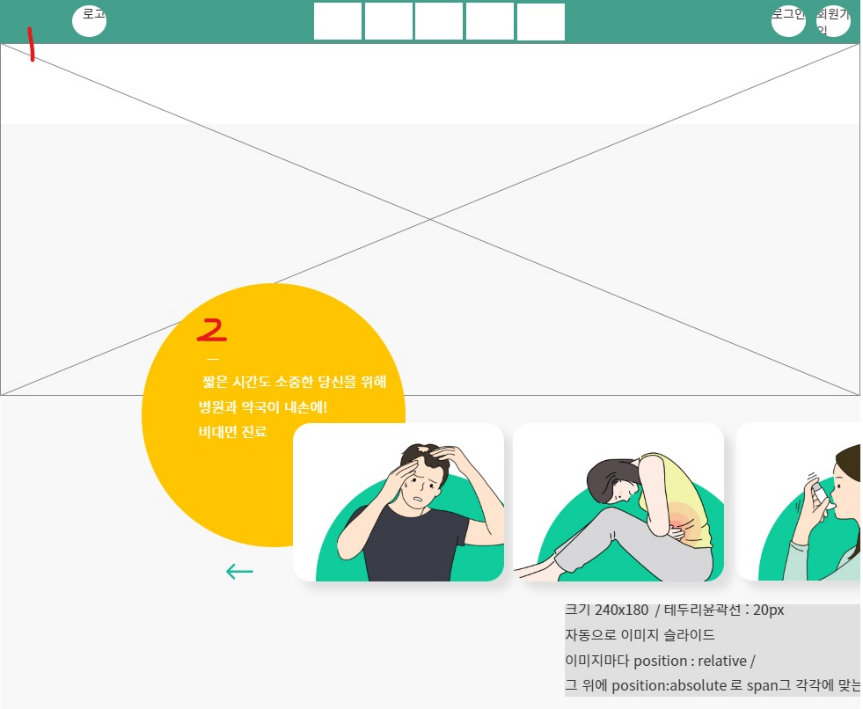 로고
로그인
회원가
입
1
2
짧은 시간도 소중한 당신을 위해
병원과 약국이 내손에!
비대면 진료
크기 240x180 / 테두리윤곽선 : 20px
자동으로 이미지 슬라이드
이미지마다 position : relative /
그 위에 position:absolute 로 span그 각각에 맞는